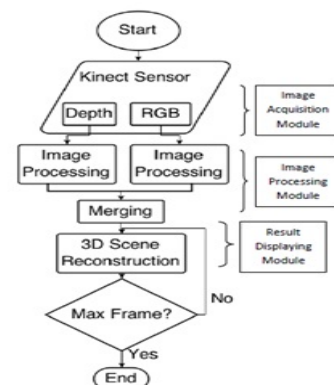 Start
Kinect Sensor
Depth
RGB
Image
Acquisition
Module
Image
Processing
Image
Processing
Image
Processing
Module
Merging
3D Scene
Reconstruction
Result
Displaying
Module
No
Max Frame?
Yes
End